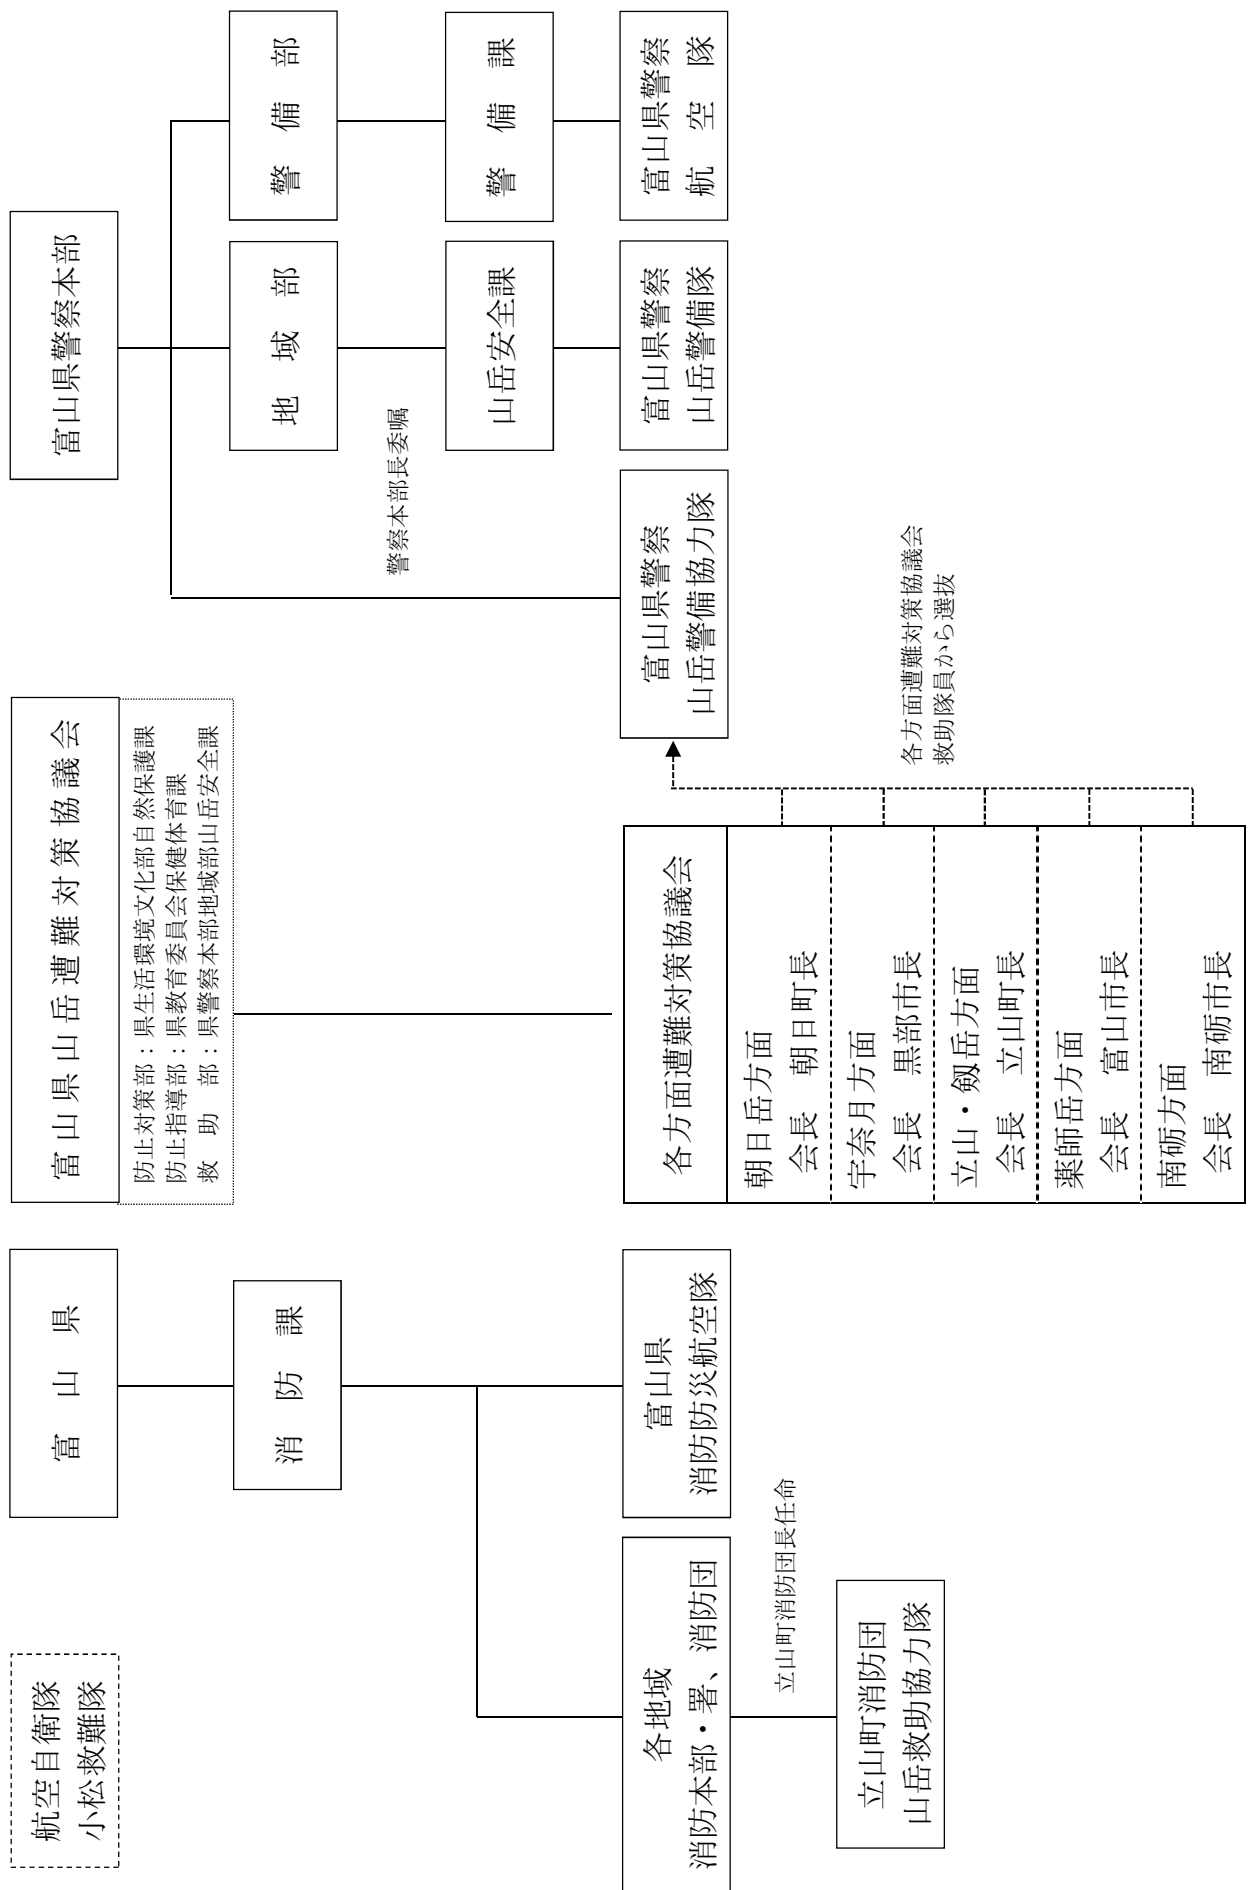 航空自衛隊
小松救難隊
富山県
消防課
富山県
消防防災航空隊
各地域
消防本部・署、消防団
立山町消防団長任命
立山町消防団
山岳救助協力隊
富山県山岳遭難対策協議会
防止対策部：県生活環境文化部自然保護課
防止指導部：県教育委員会保健体育課
救助部：県警察本部地域部山岳安全課
各方面遭難対策協議会
朝日岳方面
会長　朝日町長
宇奈月方面
会長　黒部市長
立山・剱岳方面
会長　立山町長
薬師岳方面
会長　富山市長
南砺方面
会長　南砺市長
各方面遭難対策協議会
救助隊員から選抜
富山県警察本部
地域部
警備部
警察本部長委嘱
山岳安全課
警備課
富山県警察
山岳警備協力隊
富山県警察
山岳警備隊
富山県警察
航空隊